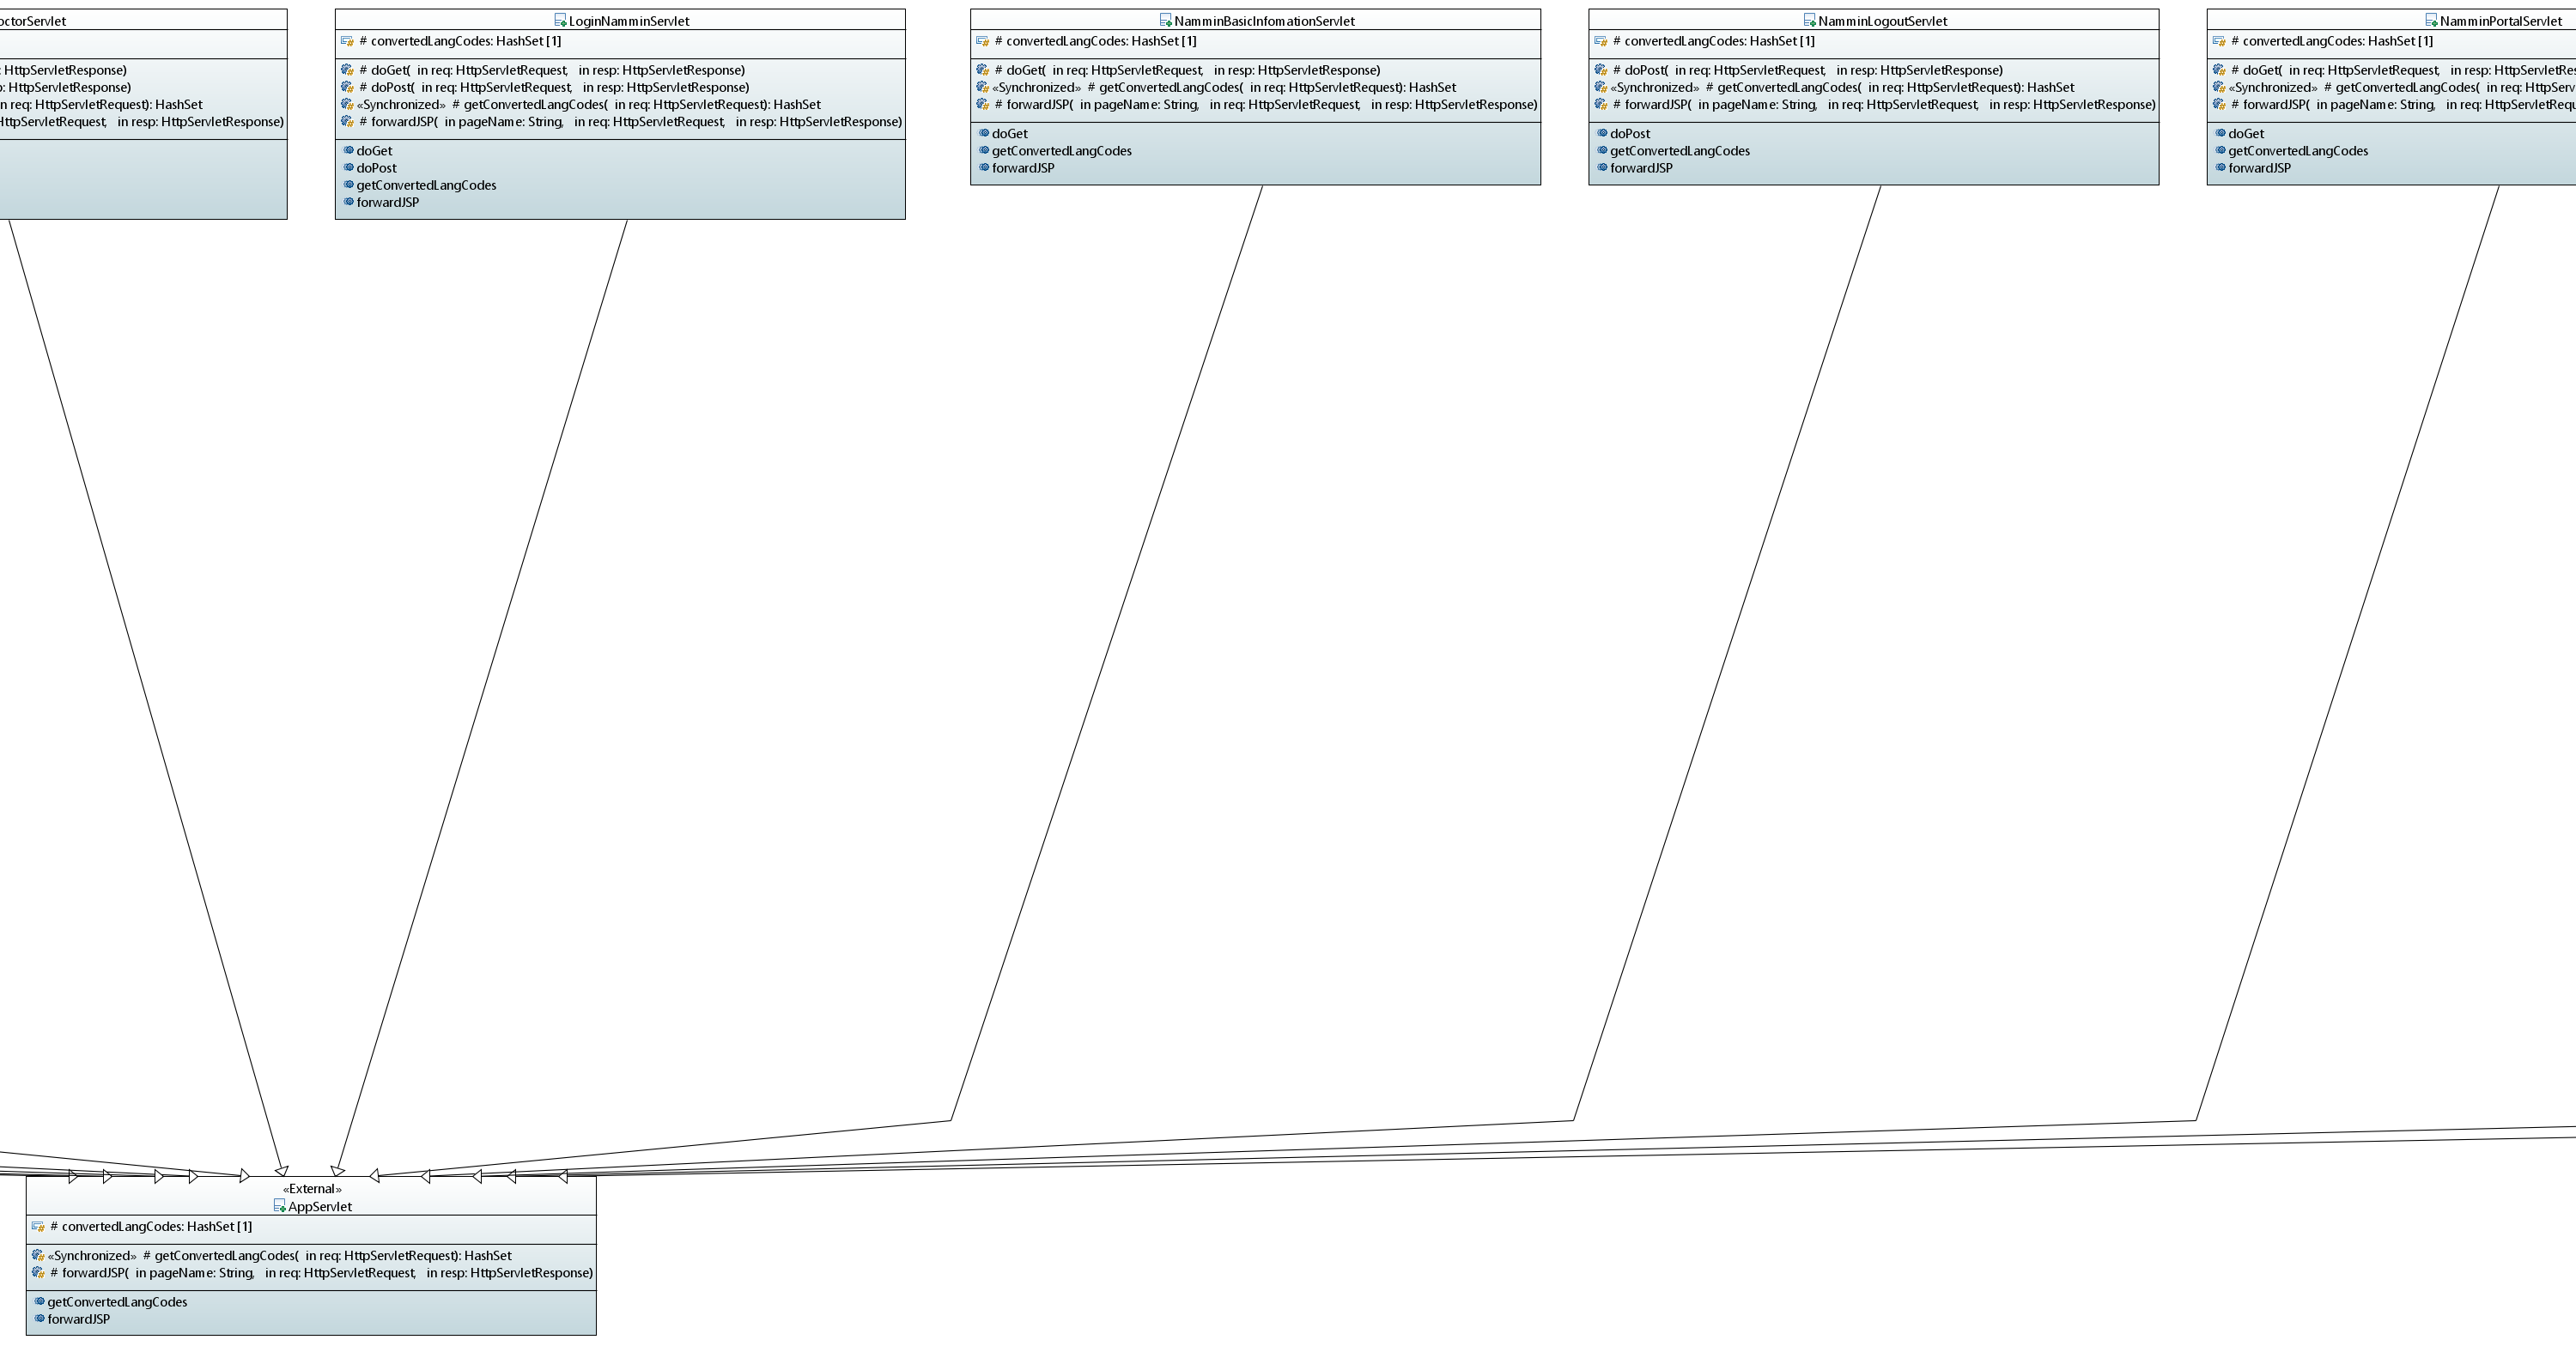 octorServlet
: HttpServletResponse)
p: HttpServletResponse)
n req: HttpServletRequest): HashSet
HttpServletRequest, in resp: HttpServletResponse)
LoginNamminServlet
# convertedLangCodes: HashSet [1]
# doGet( in req: HttpServletRequest, in resp: HttpServletResponse)
# doPost( in req: HttpServletRequest, in resp: HttpServletResponse)
«Synchronized» # getConvertedLangCodes( in req: HttpServletRequest): HashSet
# forwardJSP( in pageName: String, in req: HttpServletRequest, in resp: HttpServletResponse)
doGet
doPost
getConvertedLangCodes
forwardJSP
NamminBasicInfomationServlet
# convertedLangCodes: HashSet [1]
# doGet( in req: HttpServletRequest, in resp: HttpServletResponse)
«Synchronized» # getConvertedLangCodes( in req: HttpServletRequest): HashSet
# forwardJSP( in pageName: String, in req: HttpServletRequest, in resp: HttpServletResponse)
doGet
getConvertedLangCodes
forwardJSP
NamminLogoutServlet
# convertedLangCodes: HashSet [1]
# doPost( in req: HttpServletRequest, in resp: HttpServletResponse)
«Synchronized» # getConvertedLangCodes( in req: HttpServletRequest): HashSet
# forwardJSP( in pageName: String, in req: HttpServletRequest, in resp: HttpServletResponse)
doPost
getConvertedLangCodes
forwardJSP
NamminPortalServlet
# convertedLangCodes: HashSet [1]
# doGet( in req: HttpServletRequest, in resp: HttpServletRes
«Synchronized» # getConvertedLangCodes( in req: HttpServ
# forwardJSP( in pageName: String, in req: HttpServletRequ
doGet
getConvertedLangCodes
forwardJSP
«External»
AppServlet
# convertedLangCodes: HashSet [1]
«Synchronized» # getConvertedLangCodes( in req: HttpServletRequest): HashSet
# forwardJSP( in pageName: String, in req: HttpServletRequest, in resp: HttpServletResponse)
getConvertedLangCodes
forwardJSP